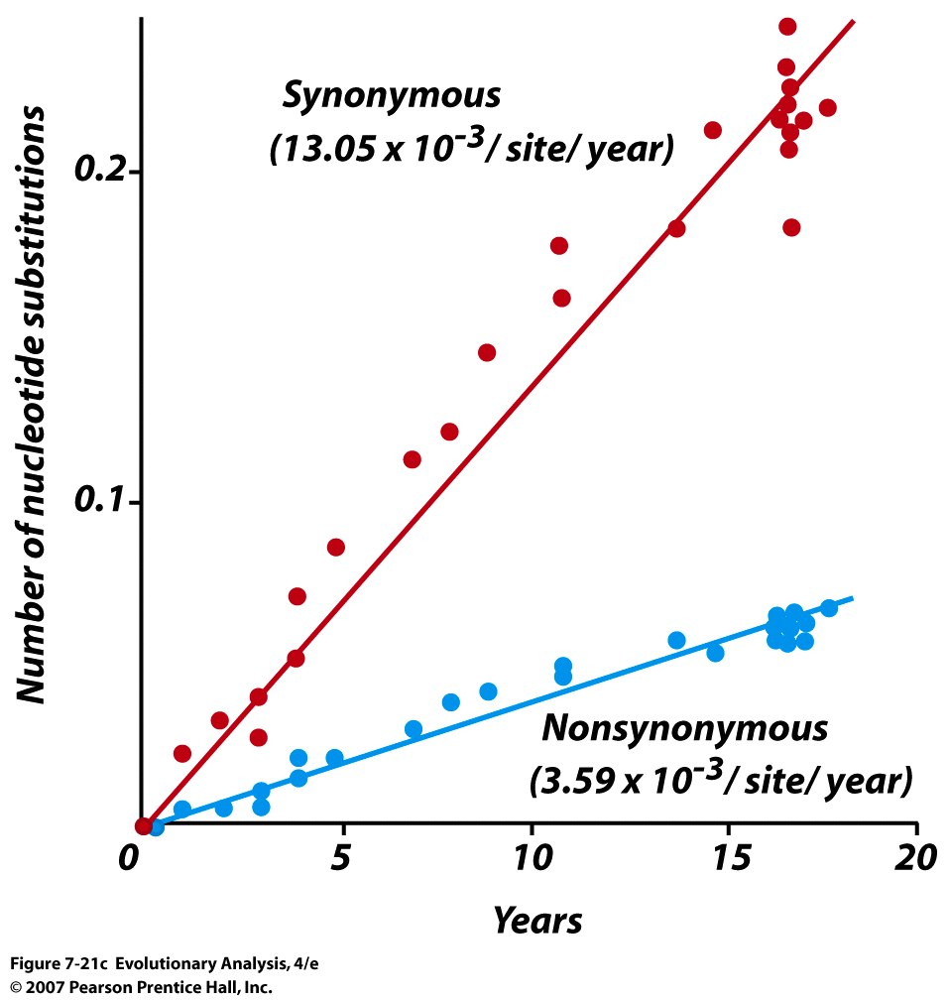 Number of nucleotide substitutions
Synonymous
(13.05 x 10⁻³/ site/ year)
0.2
0.1
Nonsynonymous
(3.59 x 10⁻³/ site/ year)
0 5 10 15 20
Years
Figure 7-21c Evolutionary Analysis, 4/e
© 2007 Pearson Prentice Hall, Inc.